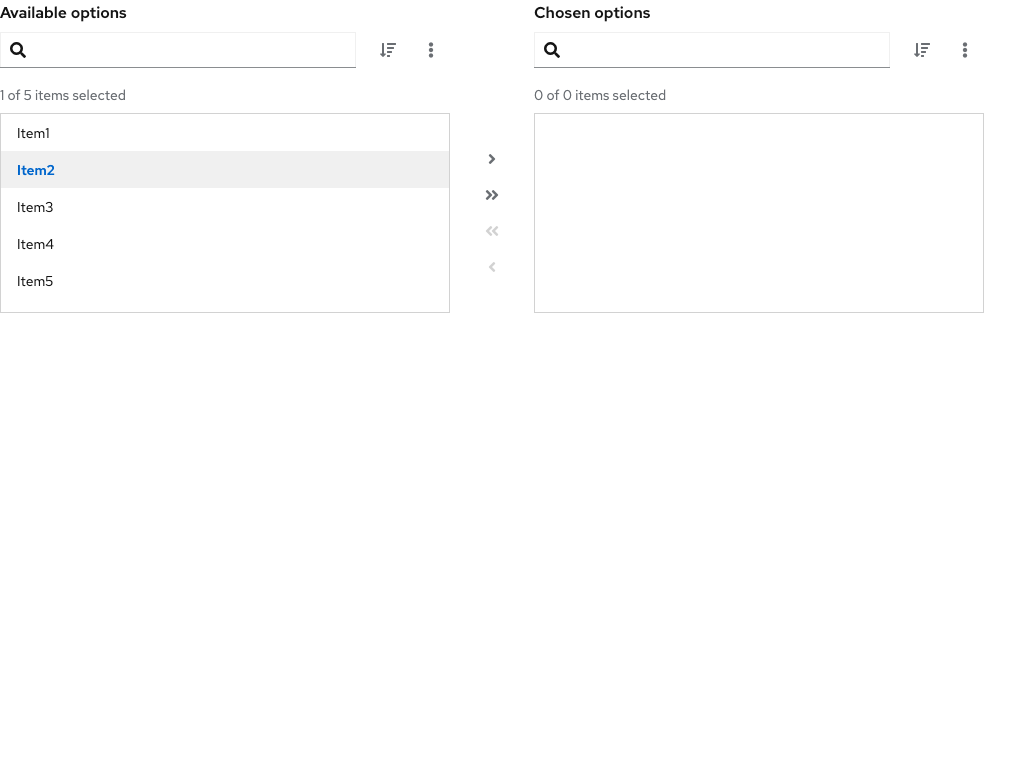 Available options
1 of 5 items selected
Item1
Item2
Item3
Item4
Item5
Chosen options
0 of 0 items selected